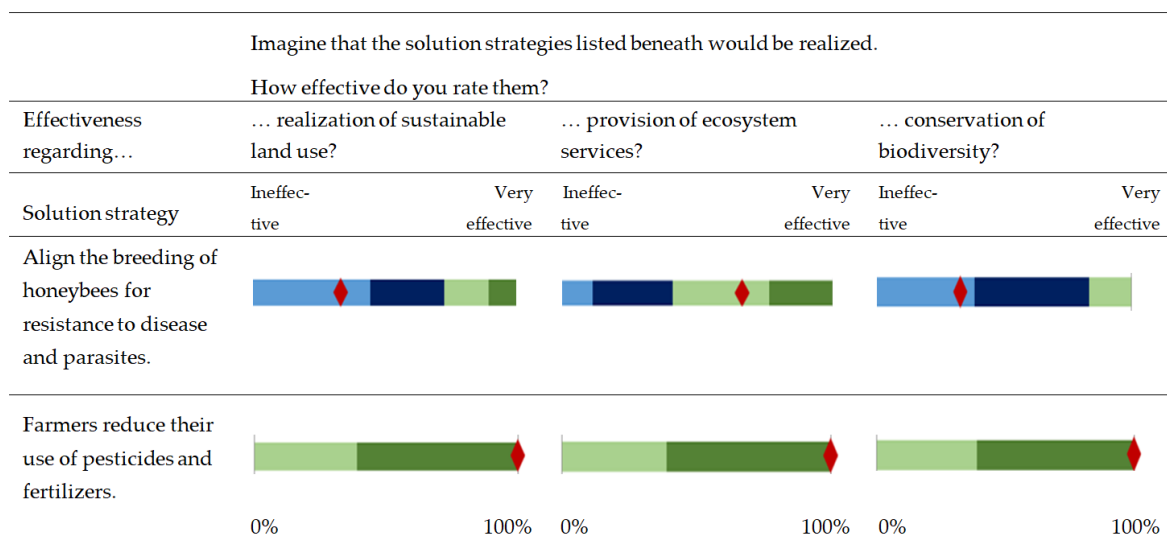 Imagine that the solution strategies listed beneath would be realized.
How effective do you rate them?
Effectiveness regarding…
… realization of sustainable land use?
… provision of ecosystem services?
… conservation of biodiversity?
Solution strategy
Ineffec-
tive
Very
effective
Ineffec-
tive
Very
effective
Ineffec-
tive
Very
effective
Align the breeding of
honeybees for
resistance to disease
and parasites.
Farmers reduce their
use of pesticides and
fertilizers.
0% 100% 0% 100% 0% 100%